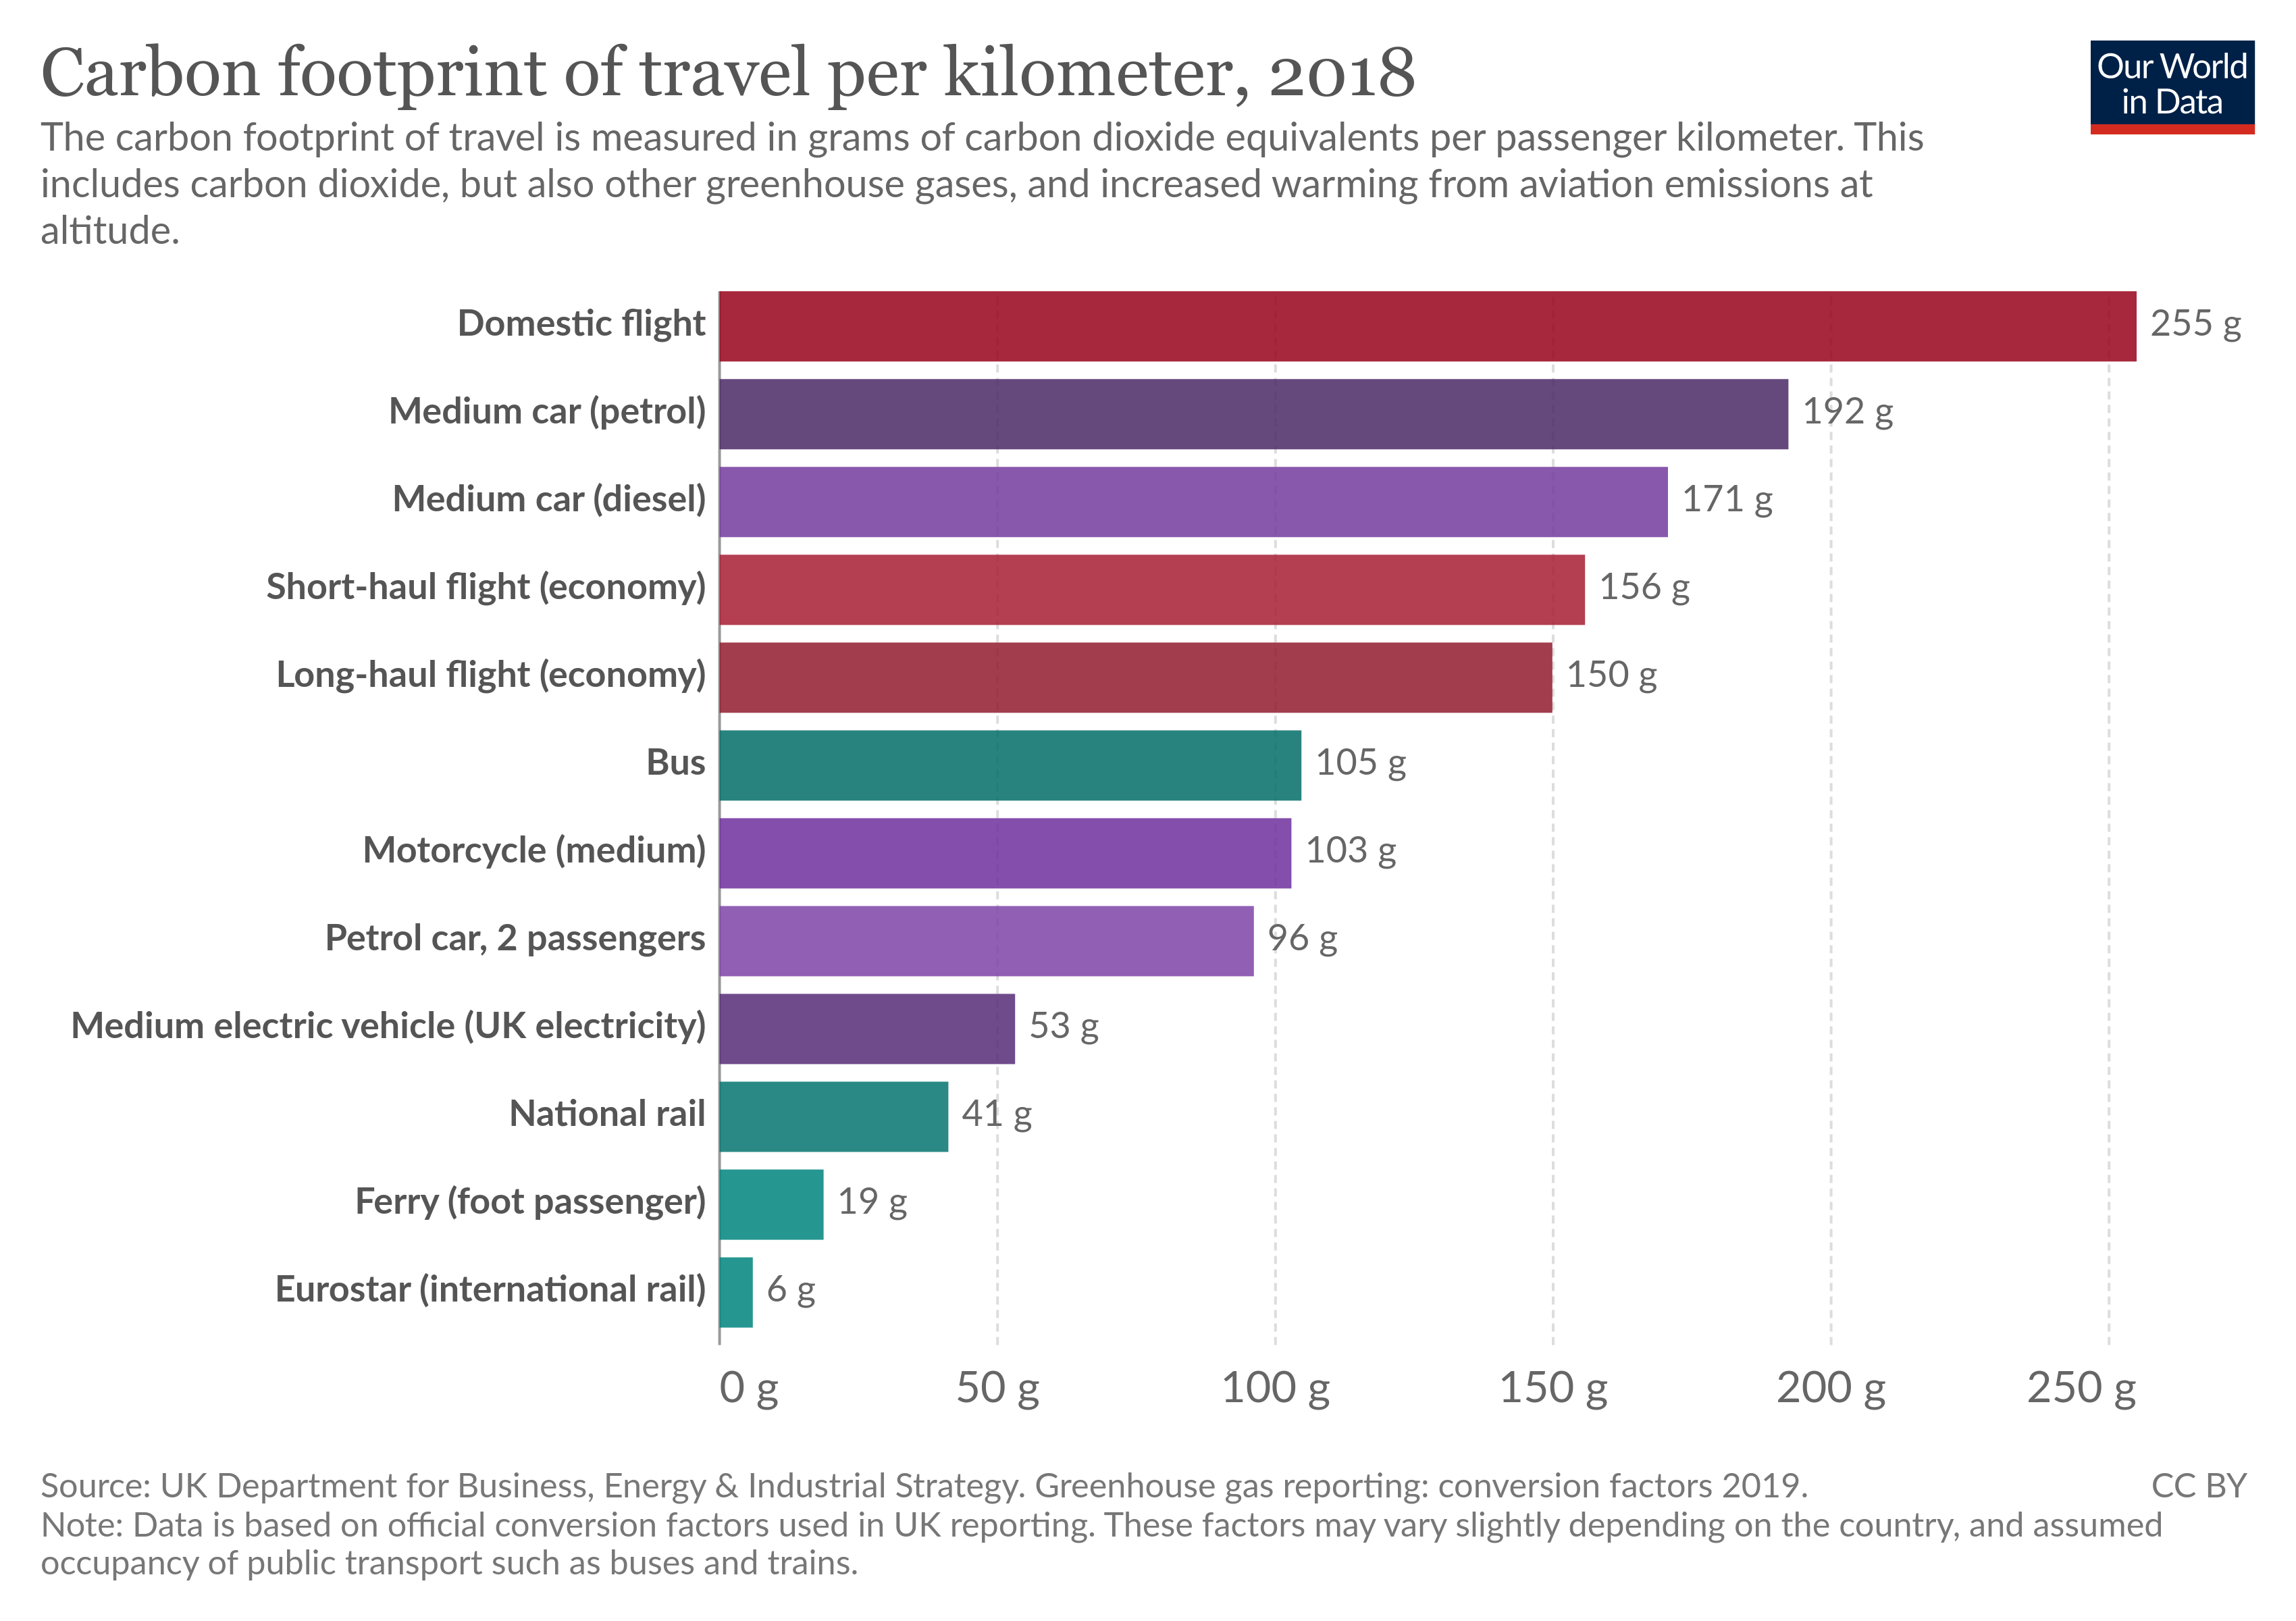 Carbon footprint of travel per kilometer, 2018
Our World
in Data
The carbon footprint of travel is measured in grams of carbon dioxide equivalents per passenger kilometer. This
includes carbon dioxide, but also other greenhouse gases, and increased warming from aviation emissions at
altitude.
Domestic flight 255 g
Medium car (petrol) 192 g
Medium car (diesel) 171 g
Short-haul flight (economy) 156 g
Long-haul flight (economy) 150 g
Bus 105 g
Motorcycle (medium) 103 g
Petrol car, 2 passengers 96 g
Medium electric vehicle (UK electricity) 53 g
National rail 41 g
Ferry (foot passenger) 19 g
Eurostar (international rail) 6 g
0 g 50 g 100 g 150 g 200 g 250 g
Source: UK Department for Business, Energy & Industrial Strategy. Greenhouse gas reporting: conversion factors 2019. CC BY
Note: Data is based on official conversion factors used in UK reporting. These factors may vary slightly depending on the country, and assumed
occupancy of public transport such as buses and trains.